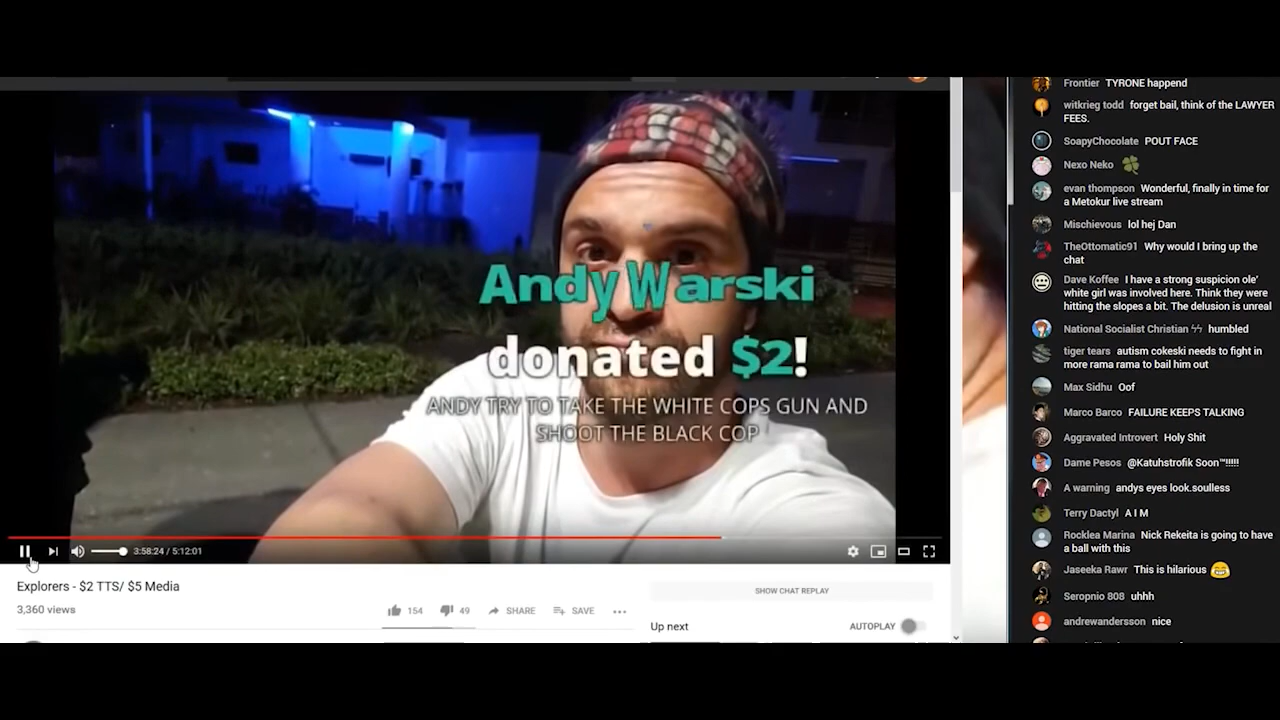 Andy Warski
donated $2!
ANDY TRY TO TAKE THE WHITE COPS GUN AND
SHOOT THE BLACK COP
3:58:24 / 5:12:01
Explorers - $2 TTS/ $5 Media
3,360 views
154
49
SHARE
SAVE
SHOW CHAT REPLAY
Up next
AUTOPLAY
Frontier TYRONE happend
witkrieg todd forget bail, think of the LAWYER
FEES.
SoapyChocolate POUT FACE
Nexo Neko
evan thompson Wonderful, finally in time for
a Metokur live stream
Mischievous lol hej Dan
TheOttomatic91 Why would I bring up the
chat
Dave Koffee I have a strong suspicion ole'
white girl was involved here. Think they were
hitting the slopes a bit. The delusion is unreal
National Socialist Christian ϟϟ humbled
tiger tears autism cokeski needs to fight in
more rama rama to bail him out
Max Sidhu Oof
Marco Barco FAILURE KEEPS TALKING
Aggravated Introvert Holy Shit
Dame Pesos @Katuhstrofik Soon™!!!!!
A warning andys eyes look.soulless
Terry Dactyl A I M
Rocklea Marina Nick Rekeita is going to have
a ball with this
Jaseeka Rawr This is hilarious
Seropnio 808 uhhh
andrewandersson nice